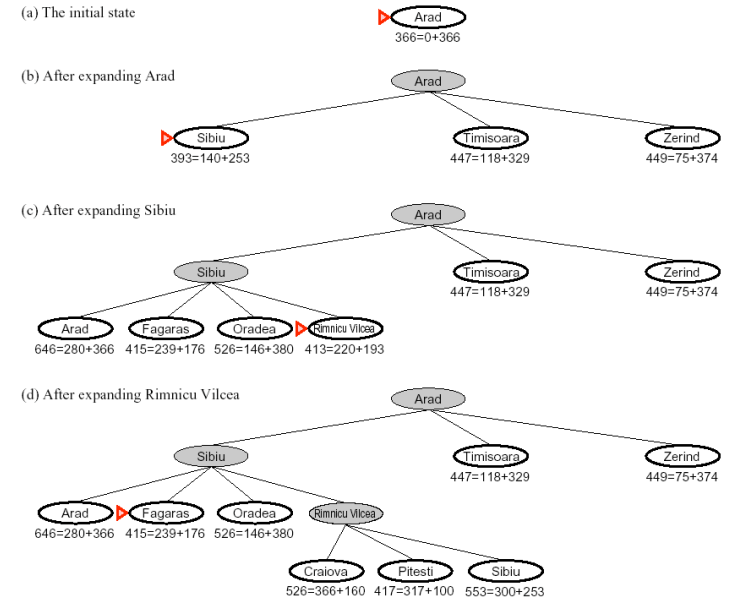 (a) The initial state
Arad
366=0+366
(b) After expanding Arad
Arad
Sibiu
Timisoara
Zerind
393=140+253
447=118+329
449=75+374
(c) After expanding Sibiu
Arad
Sibiu
Timisoara
Zerind
447=118+329
449=75+374
Arad
Fagaras
Oradea
Rimnicu Vilcea
646=280+366
415=239+176
526=146+380
413=220+193
(d) After expanding Rimnicu Vilcea
Arad
Sibiu
Timisoara
Zerind
447=118+329
449=75+374
Arad
Fagaras
Oradea
Rimnicu Vilcea
646=280+366
415=239+176
526=146+380
Craiova
Pitesti
Sibiu
526=366+160
417=317+100
553=300+253